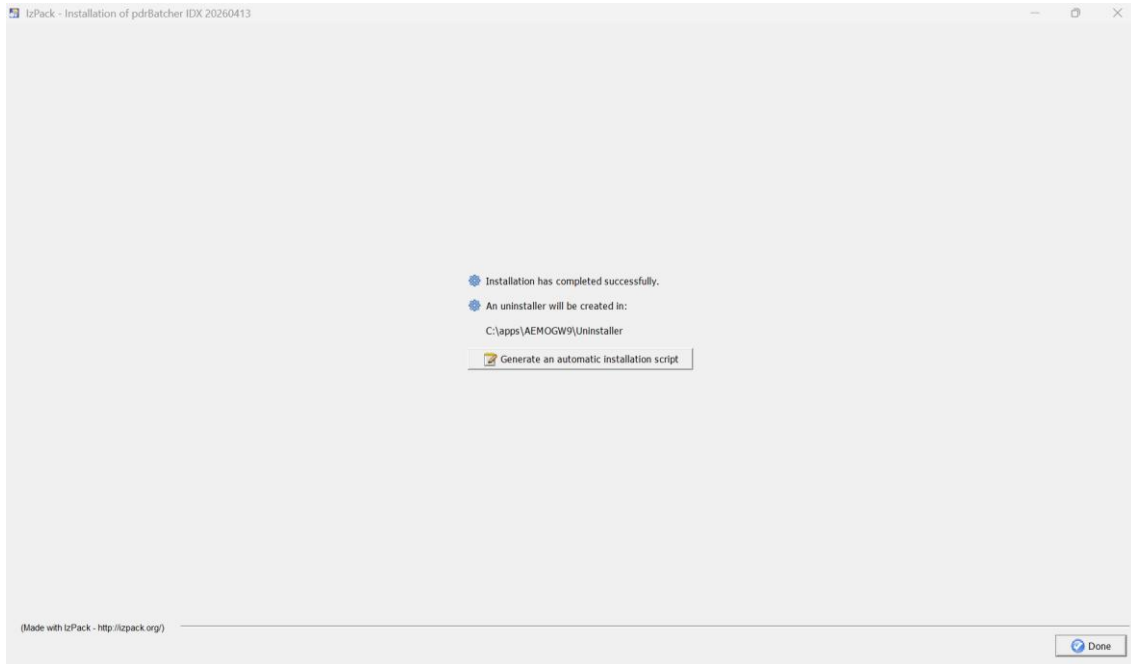 IzPack - Installation of pdrBatcher IDX 20260413
Installation has completed successfully.
An uninstaller will be created in:
C:\apps\AEMOGW9\Uninstaller
Generate an automatic installation script
(Made with IzPack - http://izpack.org/)
Done